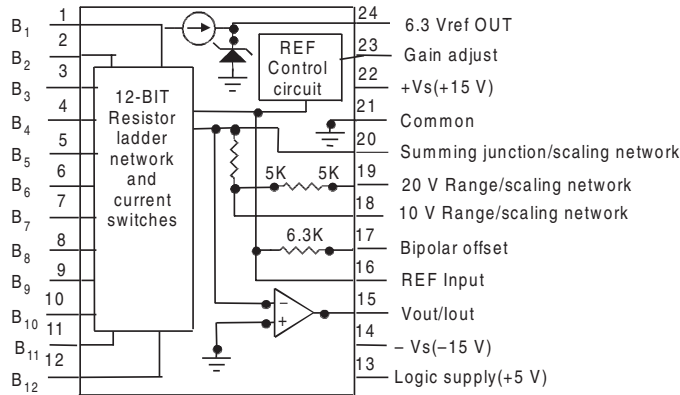 B1 1
B2 2
B3 3
B4 4
B5 5
B6 6
B7 7
B8 8
B9 9
B10 10
B11 11
B12 12
12-BIT
Resistor
ladder
network
and
current
switches
REF
Control
circuit
5K 5K
6.3K
−
+
24 6.3 Vref OUT
23 Gain adjust
22 +Vs(+15 V)
21 Common
20 Summing junction/scaling network
19 20 V Range/scaling network
18 10 V Range/scaling network
17 Bipolar offset
16 REF Input
15 Vout/Iout
14 – Vs(–15 V)
13 Logic supply(+5 V)